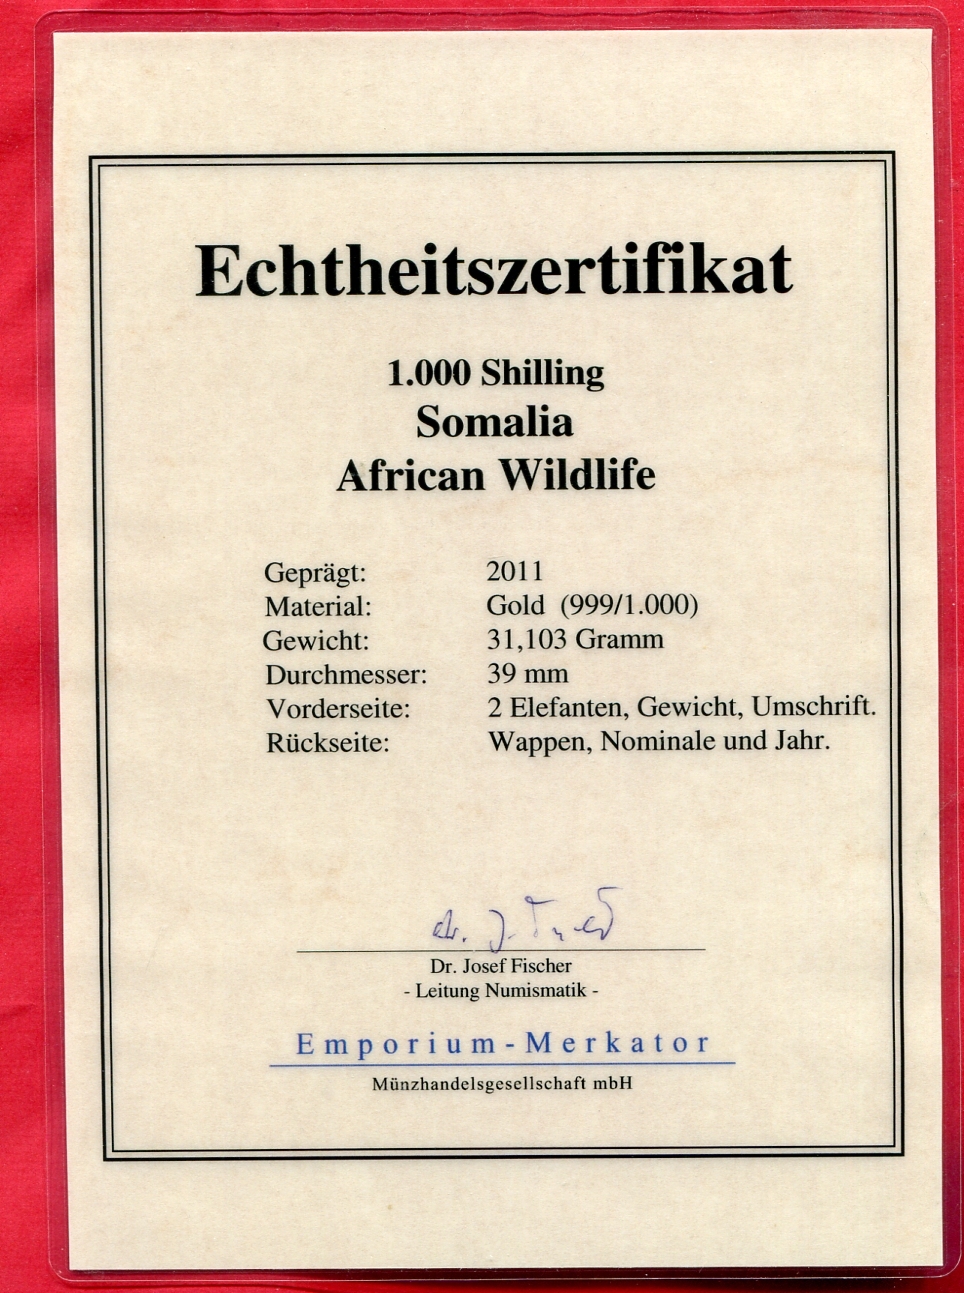 Echtheitszertifikat
1.000 Shilling
Somalia
African Wildlife
Geprägt: 2011
Material: Gold (999/1.000)
Gewicht: 31,103 Gramm
Durchmesser: 39 mm
Vorderseite: 2 Elefanten, Gewicht, Umschrift.
Rückseite: Wappen, Nominale und Jahr.
Dr. Josef Fischer
- Leitung Numismatik -
Emporium-Merkator
Münzhandelsgesellschaft mbH